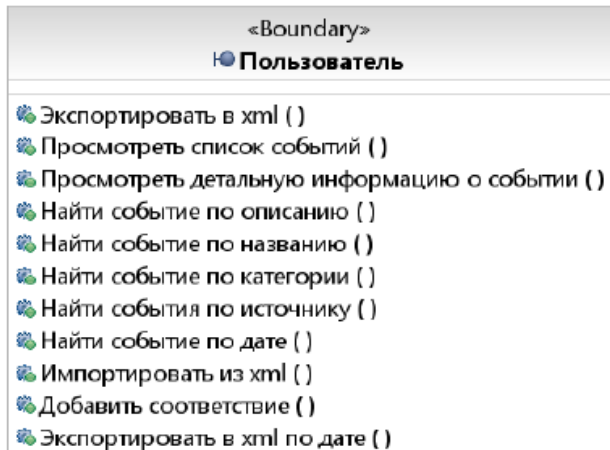 «Boundary»
Пользователь
Экспортировать в xml ( )
Просмотреть список событий ( )
Просмотреть детальную информацию о событии ( )
Найти событие по описанию ( )
Найти событие по названию ( )
Найти событие по категории ( )
Найти события по источнику ( )
Найти событие по дате ( )
Импортировать из xml ( )
Добавить соответствие ( )
Экспортировать в xml по дате ( )